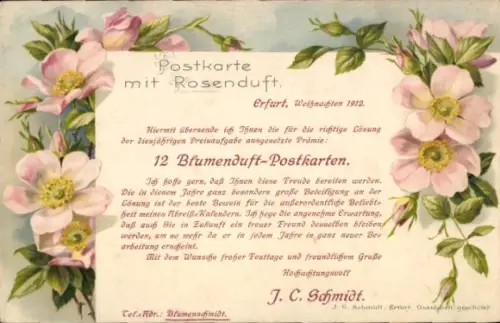 Postkarte
mit Rosenduft.
Erfurt, Weihnachten 1912.
Hiermit übersende ich Ihnen die für die richtige Lösung
der diesjährigen Preisaufgabe ausgesetzte Prämie:
12 Blumenduft-Postkarten.
Ich hoffe gern, daß Ihnen diese Freude bereiten werden.
Die in diesem Jahre ganz besonders große Beteiligung an der
Lösung ist der beste Beweis für die außerordentliche Beliebt-
heit meines Abreiß-Kalenders. Ich hege die angenehme Erwartung,
daß auch Sie in Zukunft ein treuer Freund desselben bleiben
werden, um so mehr da er in jedem Jahre in ganz neuer Be-
arbeitung erscheint.
Mit dem Wunsche froher Festtage und freundlichem Gruße
Hochachtungsvoll
J. C. Schmidt.
J. C. Schmidt, Erfurt. geschützt
Tel.-Adr.: Blumenschmidt.